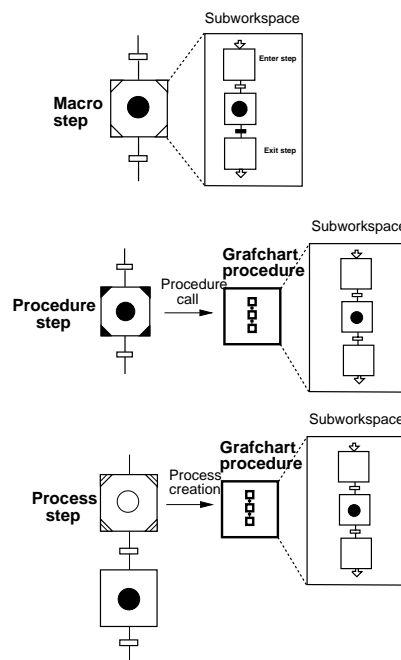 Subworkspace
Enter step
Macro
step
Exit step
Subworkspace
Grafchart
procedure
Procedure
call
Procedure
step
Subworkspace
Grafchart
procedure
Process
creation
Process
step